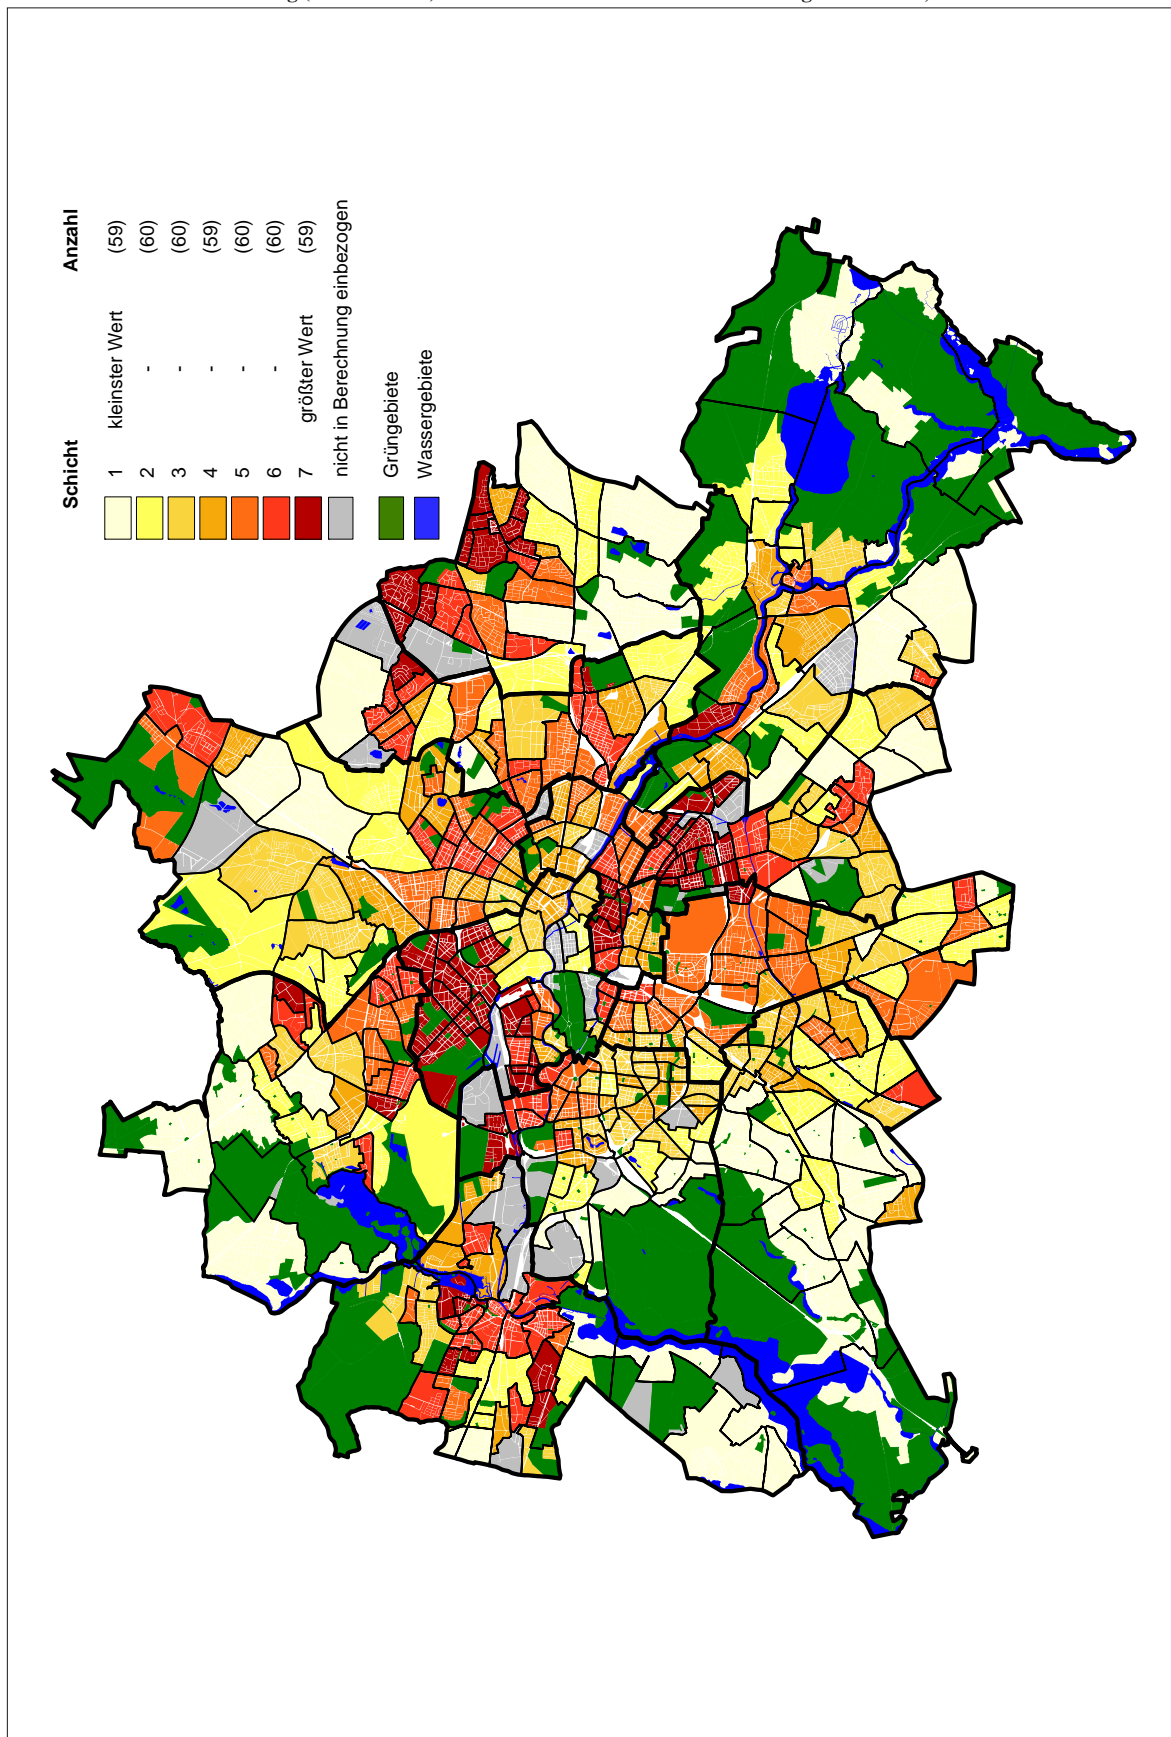 Schicht Anzahl
1 kleinster Wert (59)
2 - (60)
3 - (60)
4 - (59)
5 - (60)
6 - (60)
7 größter Wert (59)
nicht in Berechnung einbezogen
Grüngebiete
Wassergebiete